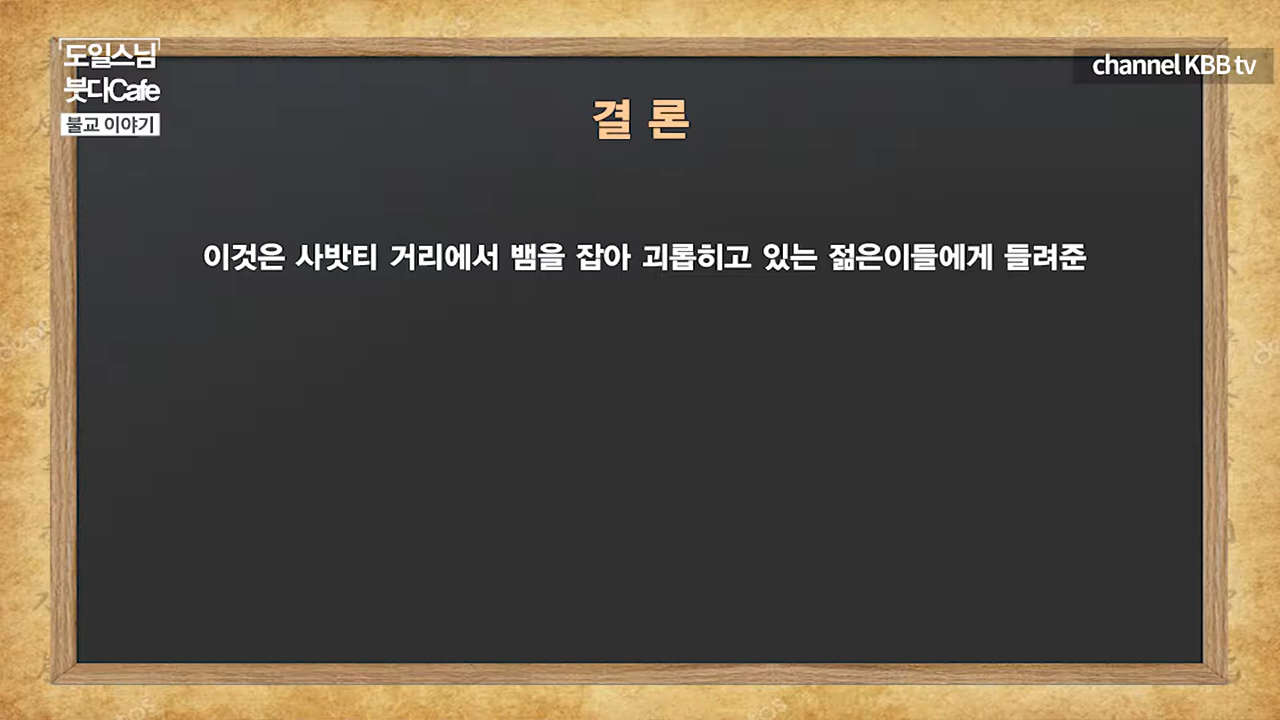 도일스님
붓다Cafe
불교 이야기
channel KBB tv
결 론
이것은 사밧티 거리에서 뱀을 잡아 괴롭히고 있는 젊은이들에게 들려준